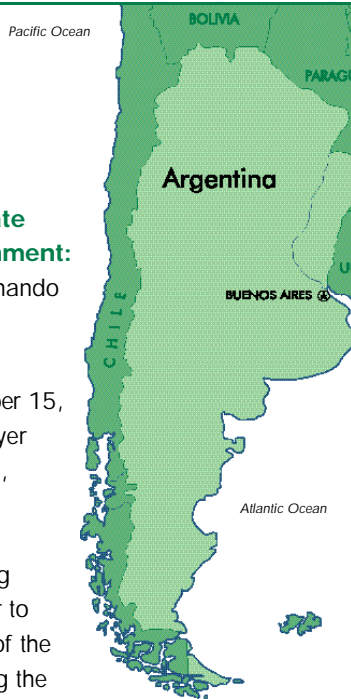 Pacific Ocean
BOLIVIA
PARAGU
Argentina
BUENOS AIRES
U
CHILE
Atlantic Ocean
ate
nment:
nando
er 15,
yer
,
g
r to
of the
g the